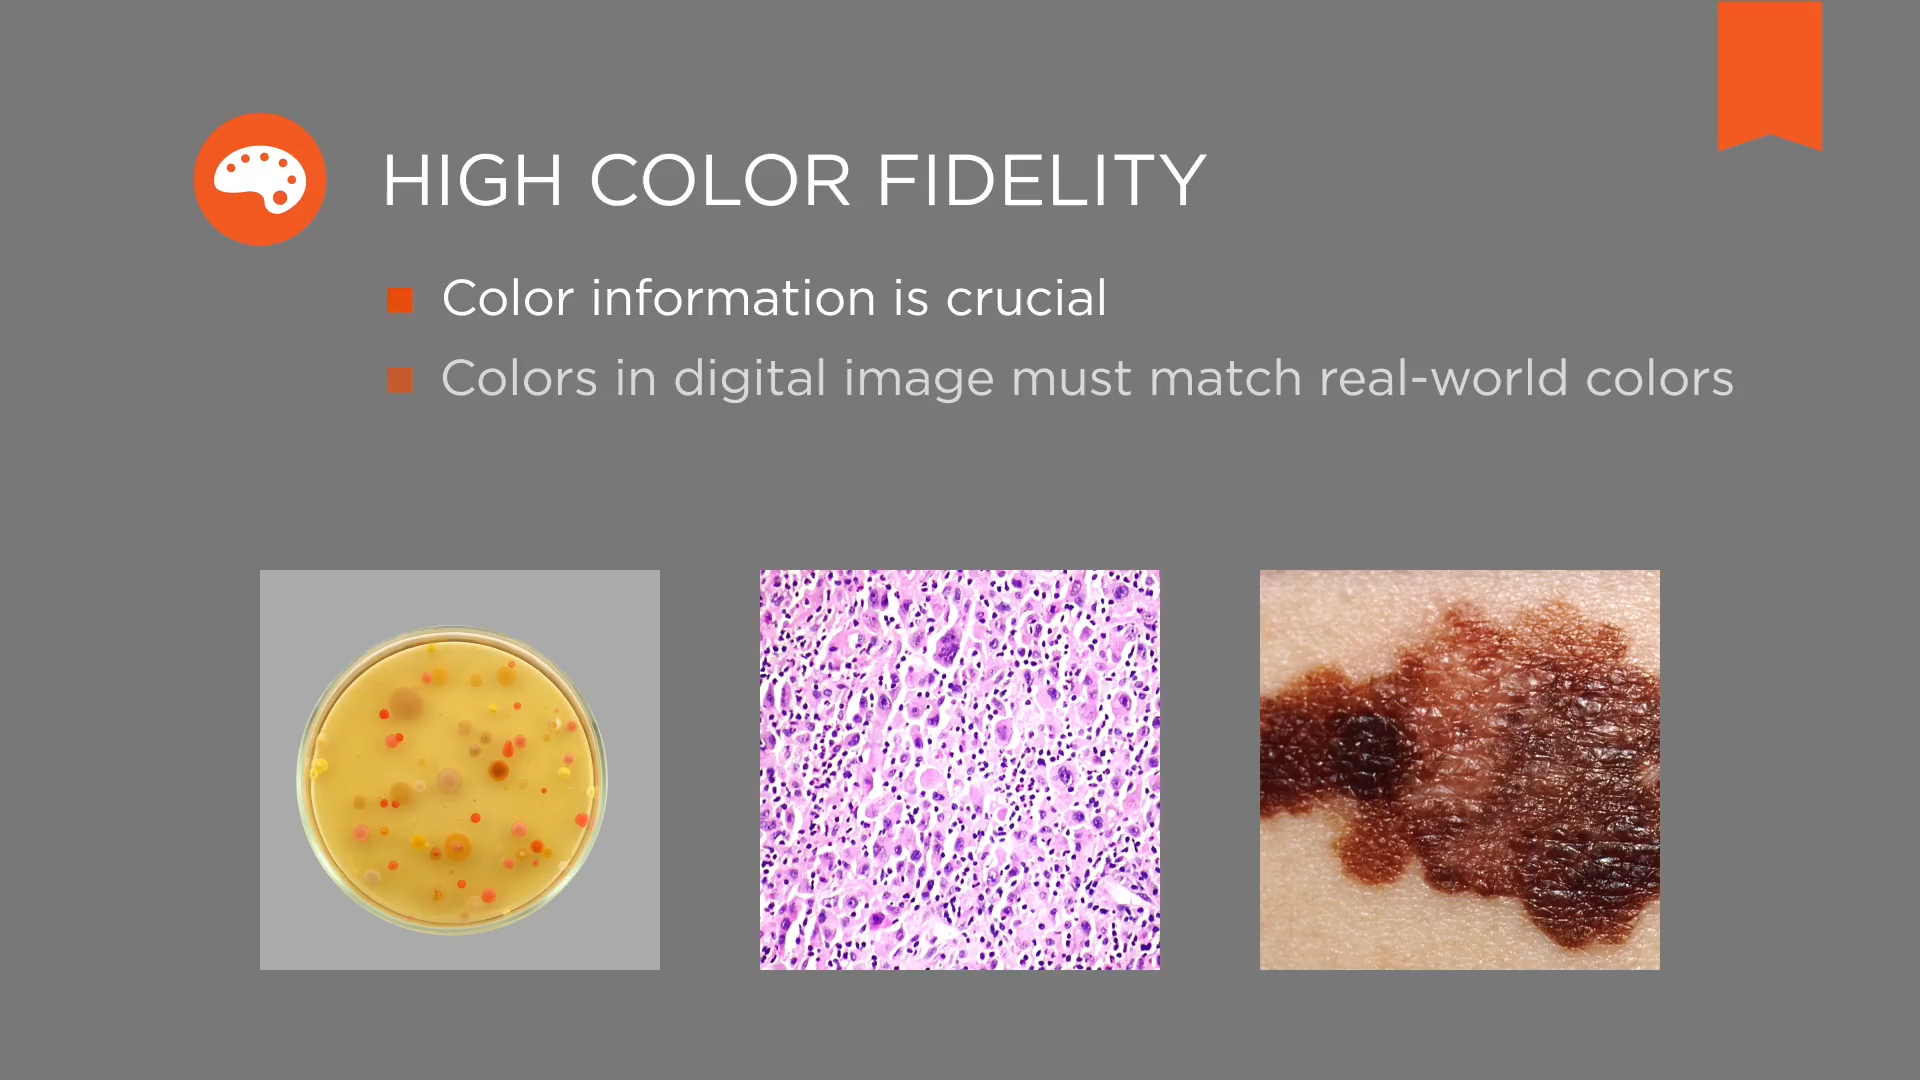 HIGH COLOR FIDELITY
Color information is crucial
Colors in digital image must match real-world colors